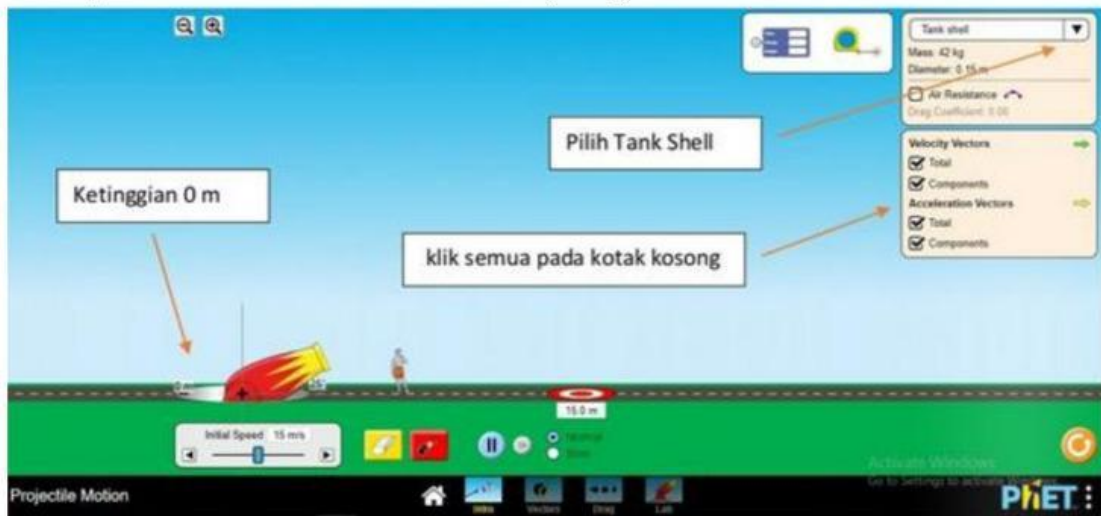 Tank shell
Mass: 42 kg
Diameter: 0.15 m
Air Resistance
Drag Coefficient:
Pilih Tank Shell
Velocity Vectors
Total
Components
Acceleration Vectors
Total
Components
Ketinggian 0 m
klik semua pada kotak kosong
0 m
25°
15.0 m
Initial Speed 15 m/s
Normal
Slow
Activate Windows
Go to Settings to activate Windows.
Projectile Motion
Intro
Vectors
Drag
Lab
PhET